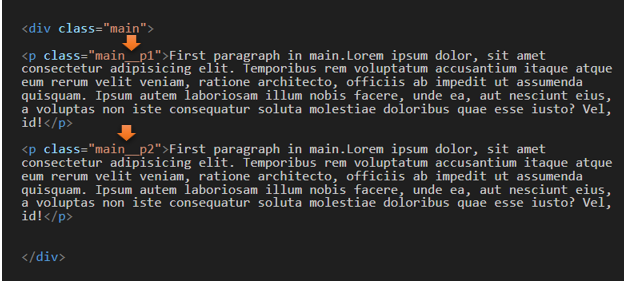 <div class="main">
<p class="main__p1">First paragraph in main.Lorem ipsum dolor, sit amet
consectetur adipisicing elit. Temporibus rem voluptatum accusantium itaque atque
eum rerum velit veniam, ratione architecto, officiis ab impedit ut assumenda
quisquam. Ipsum autem laboriosam illum nobis facere, unde ea, aut nesciunt eius,
a voluptas non iste consequatur soluta molestiae doloribus quae esse iusto? Vel,
id!</p>
<p class="main__p2">First paragraph in main.Lorem ipsum dolor, sit amet
consectetur adipisicing elit. Temporibus rem voluptatum accusantium itaque atque
eum rerum velit veniam, ratione architecto, officiis ab impedit ut assumenda
quisquam. Ipsum autem laboriosam illum nobis facere, unde ea, aut nesciunt eius,
a voluptas non iste consequatur soluta molestiae doloribus quae esse iusto? Vel,
id!</p>
</div>